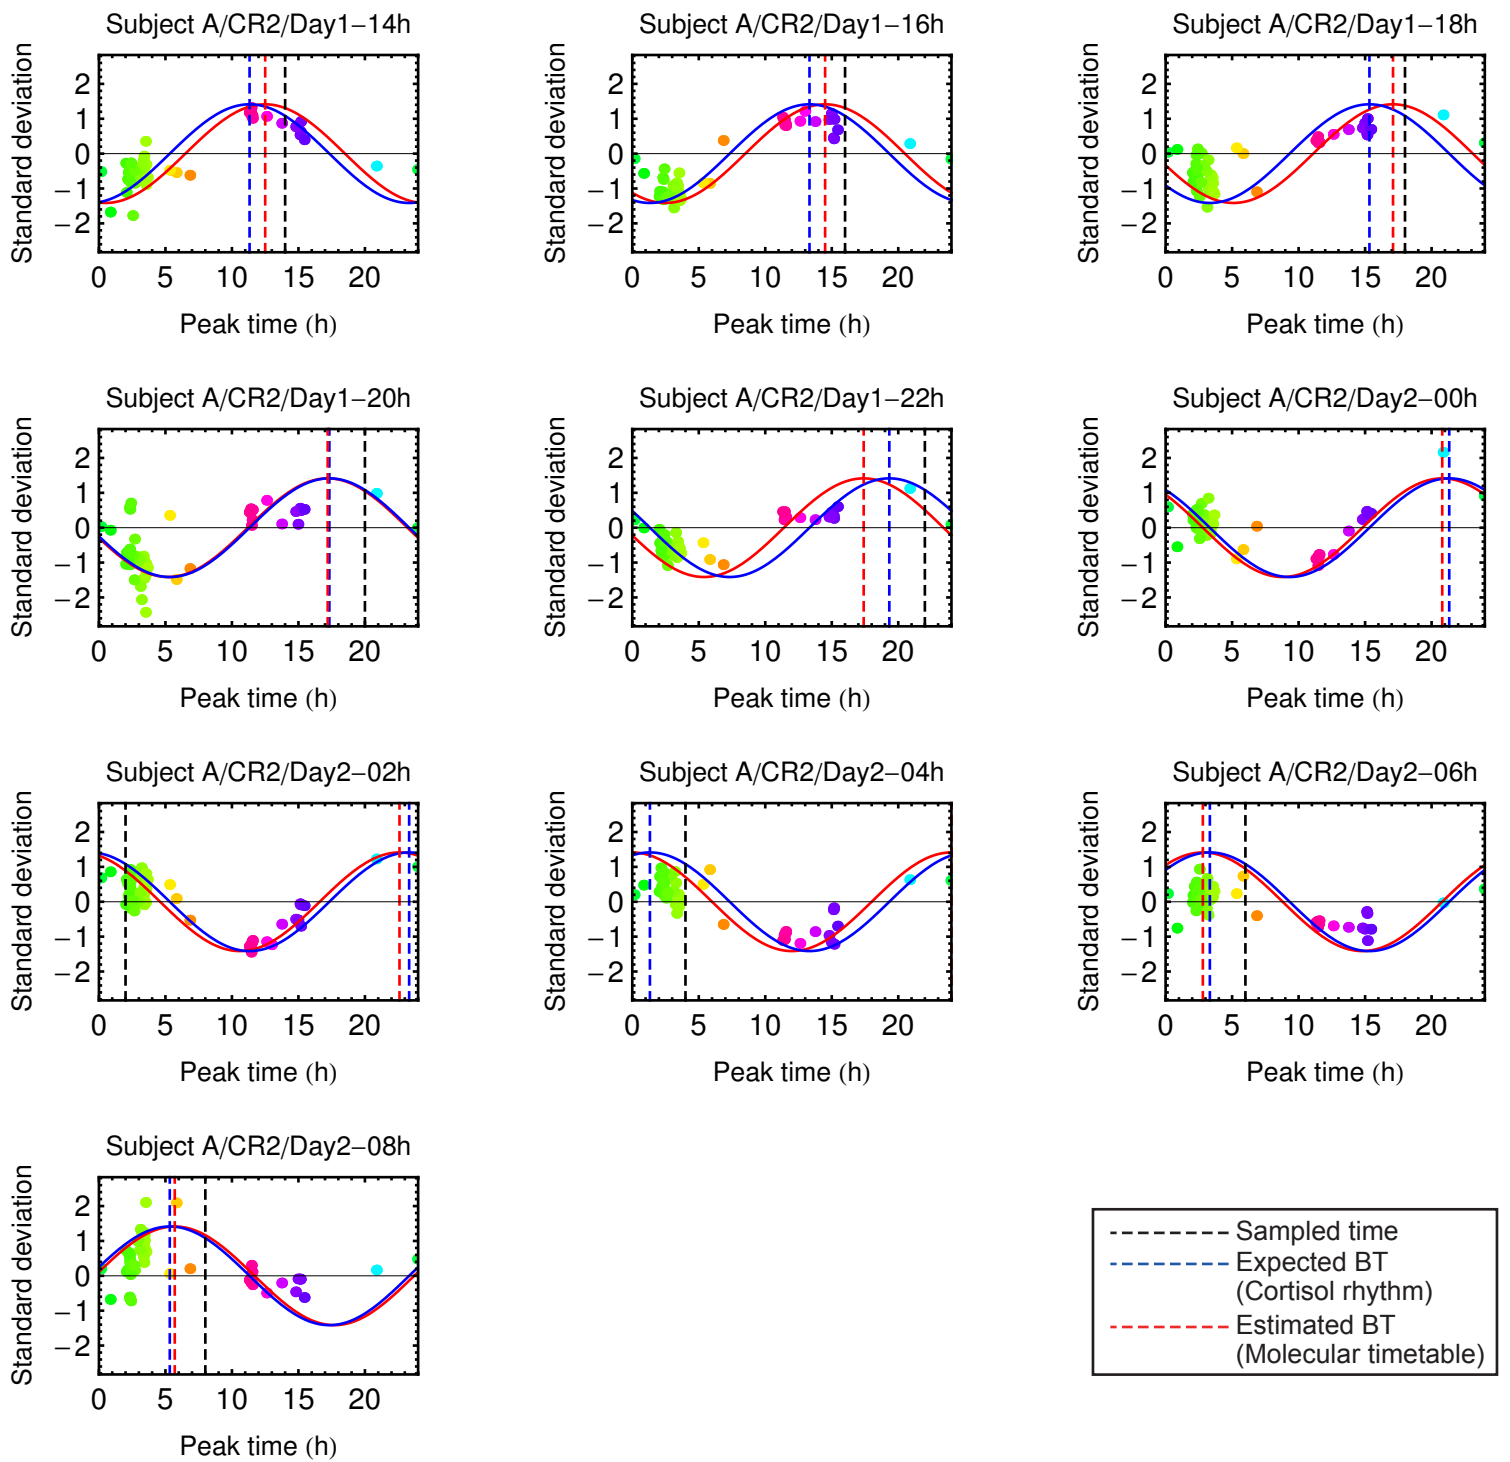 Subject A/CR2/Day1−14h
Standard deviation
2
1
0
−1
−2
0 5 10 15 20
Peak time (h)
Subject A/CR2/Day1−16h
Standard deviation
2
1
0
−1
−2
0 5 10 15 20
Peak time (h)
Subject A/CR2/Day1−18h
Standard deviation
2
1
0
−1
−2
0 5 10 15 20
Peak time (h)
Subject A/CR2/Day1−20h
Standard deviation
2
1
0
−1
−2
0 5 10 15 20
Peak time (h)
Subject A/CR2/Day1−22h
Standard deviation
2
1
0
−1
−2
0 5 10 15 20
Peak time (h)
Subject A/CR2/Day2−00h
Standard deviation
2
1
0
−1
−2
0 5 10 15 20
Peak time (h)
Subject A/CR2/Day2−02h
Standard deviation
2
1
0
−1
−2
0 5 10 15 20
Peak time (h)
Subject A/CR2/Day2−04h
Standard deviation
2
1
0
−1
−2
0 5 10 15 20
Peak time (h)
Subject A/CR2/Day2−06h
Standard deviation
2
1
0
−1
−2
0 5 10 15 20
Peak time (h)
Subject A/CR2/Day2−08h
Standard deviation
2
1
0
−1
−2
0 5 10 15 20
Peak time (h)
Sampled time
Expected BT
(Cortisol rhythm)
Estimated BT
(Molecular timetable)